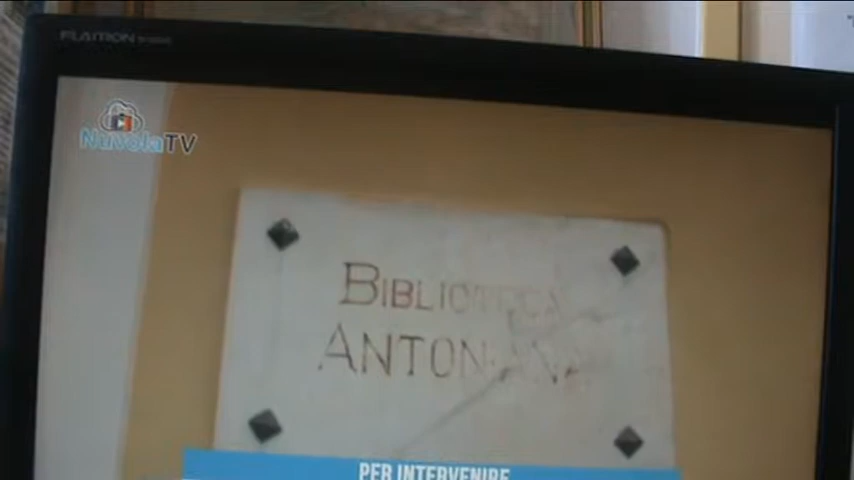 FLATRON
NuvolaTV
BIBLIOTECA
ANTONIANA
PER INTERVENIRE